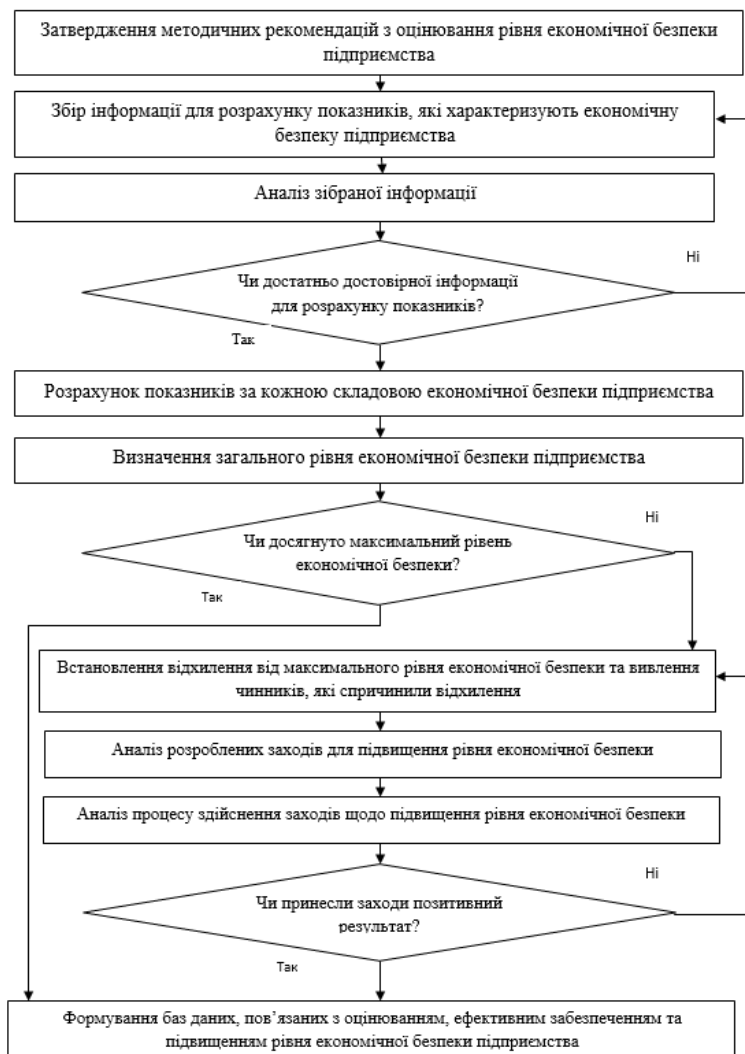 Затвердження методичних рекомендацій з оцінювання рівня економічної безпеки
підприємства
Збір інформації для розрахунку показників, які характеризують економічну
безпеку підприємства
Аналіз зібраної інформації
Ні
Чи достатньо достовірної інформації
для розрахунку показників?
Так
Розрахунок показників за кожною складовою економічної безпеки підприємства
Визначення загального рівня економічної безпеки підприємства
Ні
Чи досягнуто максимальний рівень
економічної безпеки?
Так
Встановлення відхилення від максимального рівня економічної безпеки та вивлення
чинників, які спричинили відхилення
Аналіз розроблених заходів для підвищення рівня економічної безпеки
Аналіз процесу здійснення заходів щодо підвищення рівня економічної безпеки
Ні
Чи принесли заходи позитивний
результат?
Так
Формування баз даних, пов’язаних з оцінюванням, ефективним забезпеченням та
підвищенням рівня економічної безпеки підприємства